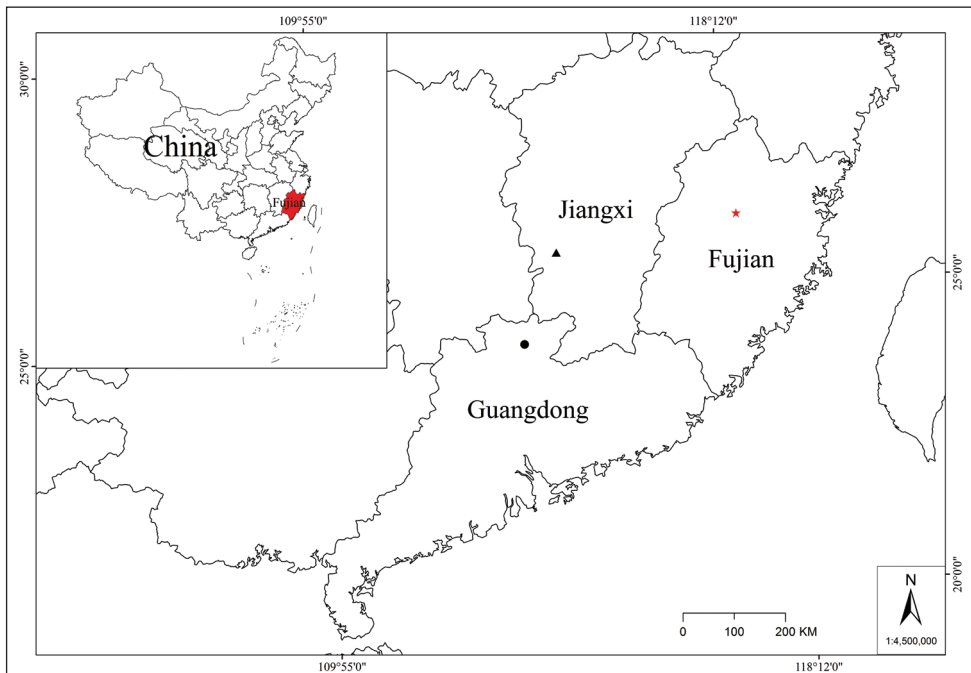 109°55'0"
118°12'0"
30°0'0"
China
Fujian
Jiangxi
Fujian
25°0'0"
25°0'0"
Guangdong
20°0'0"
N
0 100 200 KM
1:4,500,000
109°55'0"
118°12'0"